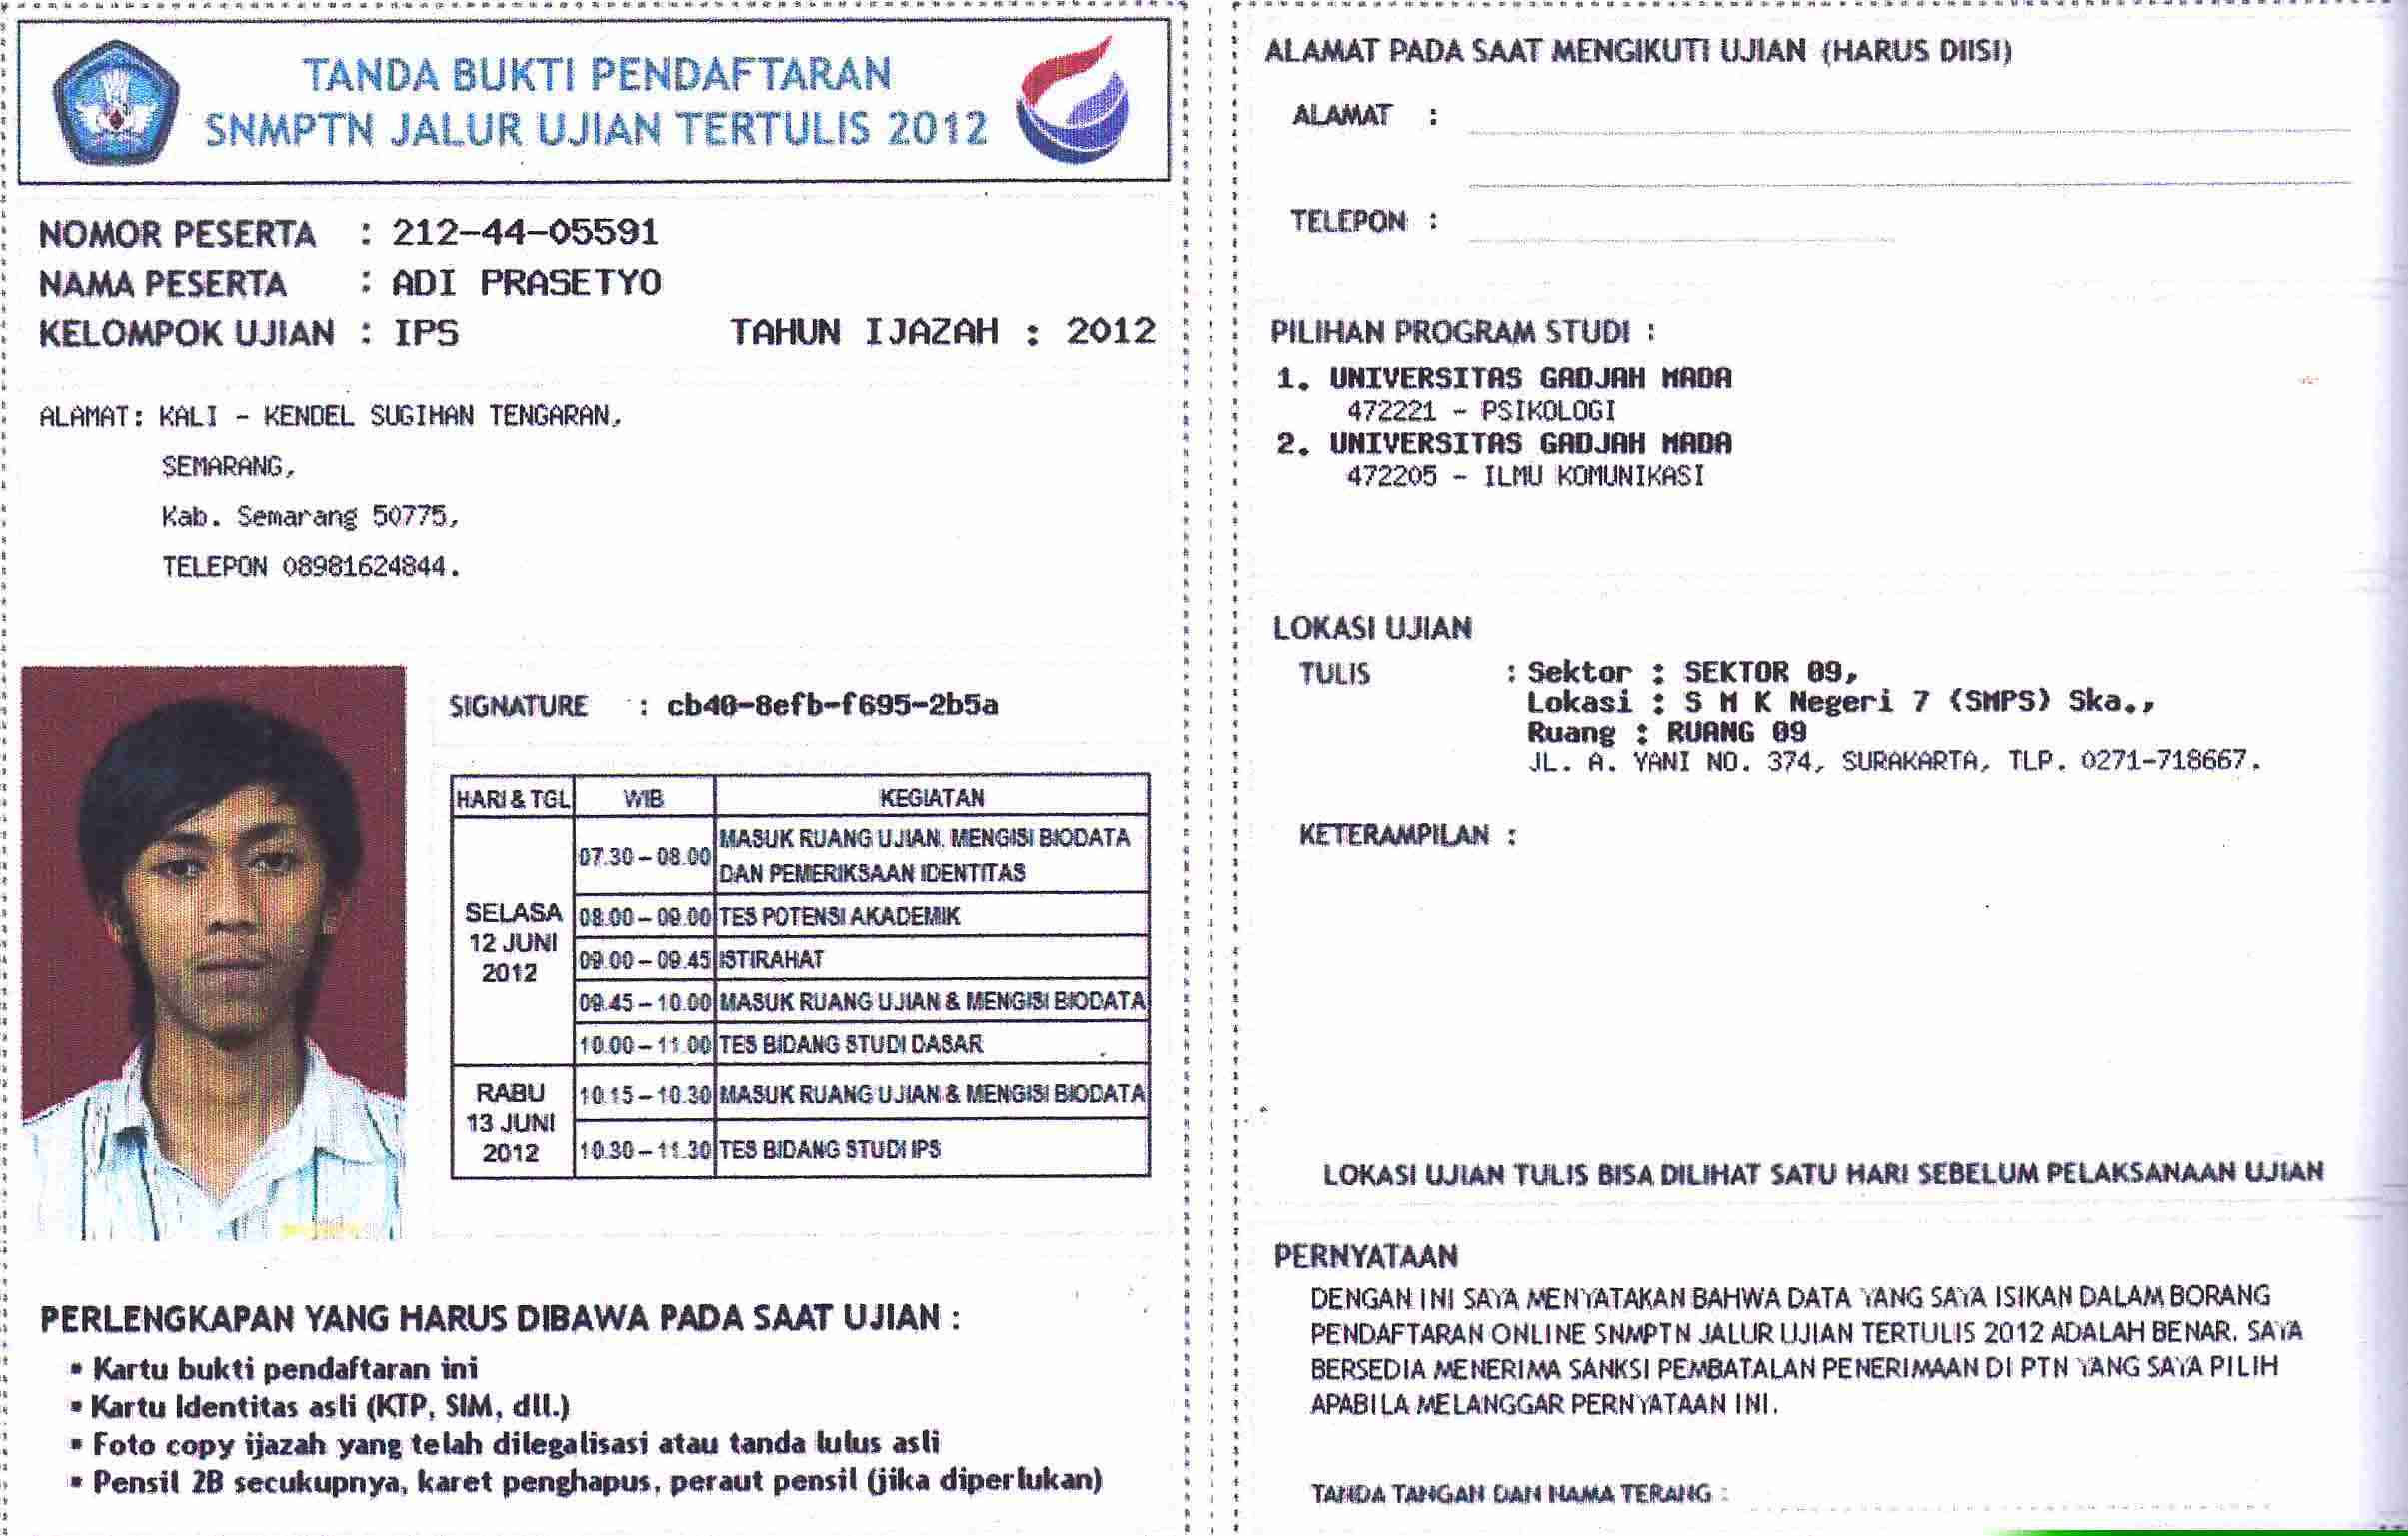 TANDA BUKTI PENDAFTARAN
SNMPTN JALUR UJIAN TERTULIS 2012
NOMOR PESERTA : 212-44-05591
NAMA PESERTA : ADI PRASETYO
KELOMPOK UJIAN : IPS TAHUN IJAZAH : 2012
ALAMAT: KALI - KENDEL SUGIHAN TENGARAN,
SEMARANG,
Kab. Semarang 50775,
TELEPON 08981624844.
SIGNATURE : cb40-8efb-f695-2b5a
HARI & TGL WIB KEGIATAN
SELASA
12 JUNI
2012
07.30 – 08.00 MASUK RUANG UJIAN, MENGISI BIODATA
DAN PEMERIKSAAN IDENTITAS
08.00 – 09.00 TES POTENSI AKADEMIK
09.00 – 09.45 ISTIRAHAT
09.45 – 10.00 MASUK RUANG UJIAN & MENGISI BIODATA
10.00 – 11.00 TES BIDANG STUDI DASAR
RABU
13 JUNI
2012
10.15 – 10.30 MASUK RUANG UJIAN & MENGISI BIODATA
10.30 – 11.30 TES BIDANG STUDI IPS
PERLENGKAPAN YANG HARUS DIBAWA PADA SAAT UJIAN :
▪ Kartu bukti pendaftaran ini
▪ Kartu Identitas asli (KTP, SIM, dll.)
▪ Foto copy ijazah yang telah dilegalisasi atau tanda lulus asli
▪ Pensil 2B secukupnya, karet penghapus, peraut pensil (jika diperlukan)
ALAMAT PADA SAAT MENGIKUTI UJIAN (HARUS DIISI)
ALAMAT :
TELEPON :
PILIHAN PROGRAM STUDI :
1. UNIVERSITAS GADJAH MADA
472221 - PSIKOLOGI
2. UNIVERSITAS GADJAH MADA
472205 - ILMU KOMUNIKASI
LOKASI UJIAN
TULIS : Sektor : SEKTOR 09,
Lokasi : S M K Negeri 7 (SMPS) Ska.,
Ruang : RUANG 09
JL. A. YANI NO. 374, SURAKARTA, TLP. 0271-718667.
KETERAMPILAN :
LOKASI UJIAN TULIS BISA DILIHAT SATU HARI SEBELUM PELAKSANAAN UJIAN
PERNYATAAN
DENGAN INI SAYA MENYATAKAN BAHWA DATA YANG SAYA ISIKAN DALAM BORANG
PENDAFTARAN ONLINE SNMPTN JALUR UJIAN TERTULIS 2012 ADALAH BENAR. SAYA
BERSEDIA MENERIMA SANKSI PEMBATALAN PENERIMAAN DI PTN YANG SAYA PILIH
APABILA MELANGGAR PERNYATAAN INI.
TANDA TANGAN DAN NAMA TERANG :